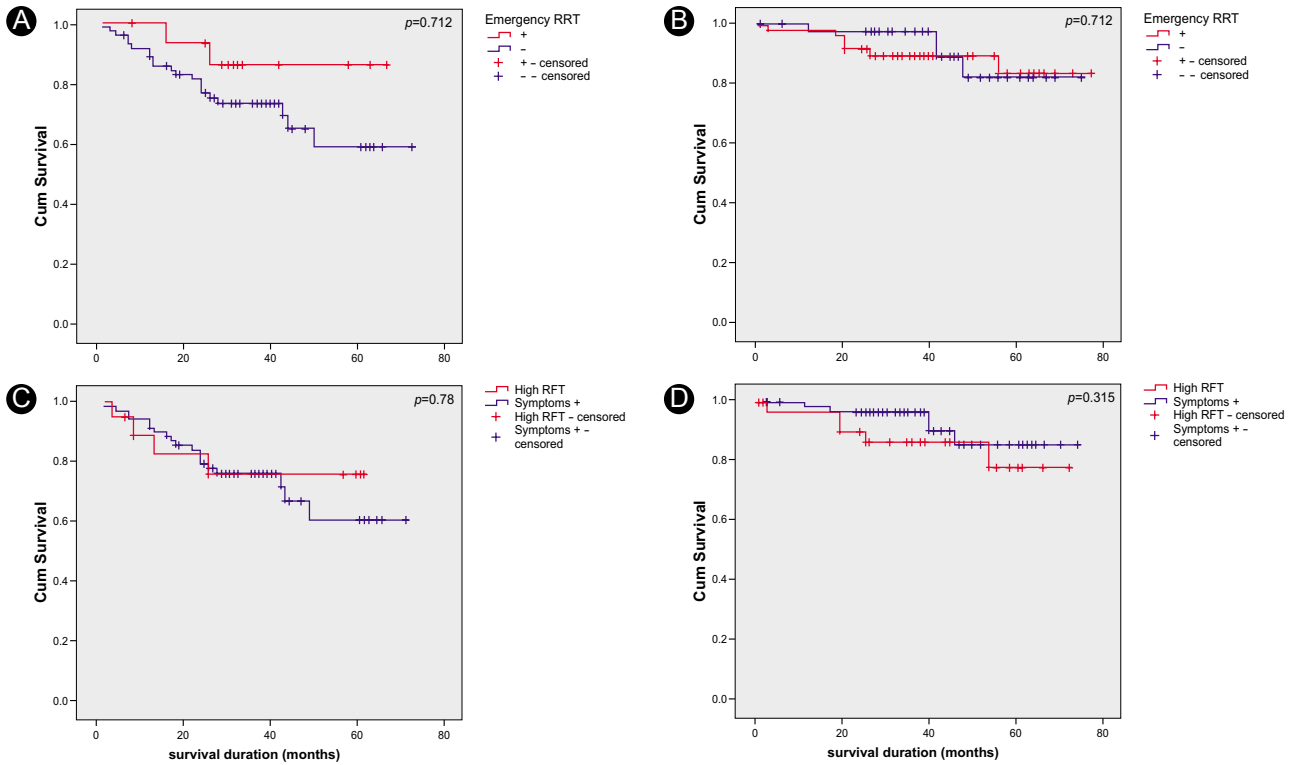 A
p=0.712
Emergency RRT
+
–
+ – censored
– – censored
Cum Survival
1.0
0.8
0.6
0.4
0.2
0.0
0 20 40 60 80
B
p=0.712
Emergency RRT
+
–
+ – censored
– – censored
Cum Survival
1.0
0.8
0.6
0.4
0.2
0.0
0 20 40 60 80
C
p=0.78
High RFT
Symptoms +
High RFT – censored
Symptoms + –
censored
Cum Survival
1.0
0.8
0.6
0.4
0.2
0.0
0 20 40 60 80
survival duration (months)
D
p=0.315
High RFT
Symptoms +
High RFT – censored
Symptoms + –
censored
Cum Survival
1.0
0.8
0.6
0.4
0.2
0.0
0 20 40 60 80
survival duration (months)